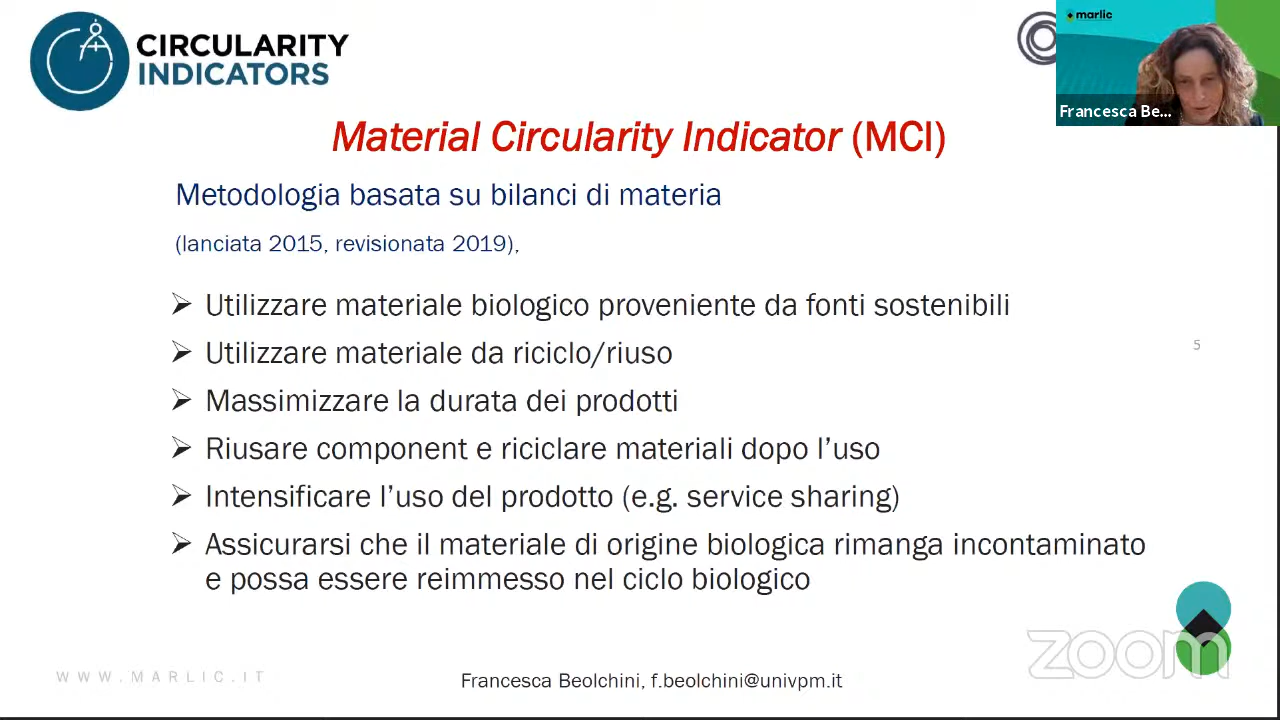 CIRCULARITY
INDICATORS
marlic
Francesca Be...
Material Circularity Indicator (MCI)
Metodologia basata su bilanci di materia
(lanciata 2015, revisionata 2019),
Utilizzare materiale biologico proveniente da fonti sostenibili
Utilizzare materiale da riciclo/riuso
5
Massimizzare la durata dei prodotti
Riusare component e riciclare materiali dopo l’uso
Intensificare l’uso del prodotto (e.g. service sharing)
Assicurarsi che il materiale di origine biologica rimanga incontaminato
e possa essere reimmesso nel ciclo biologico
zoom
WWW.MARLIC.IT
Francesca Beolchini, f.beolchini@univpm.it